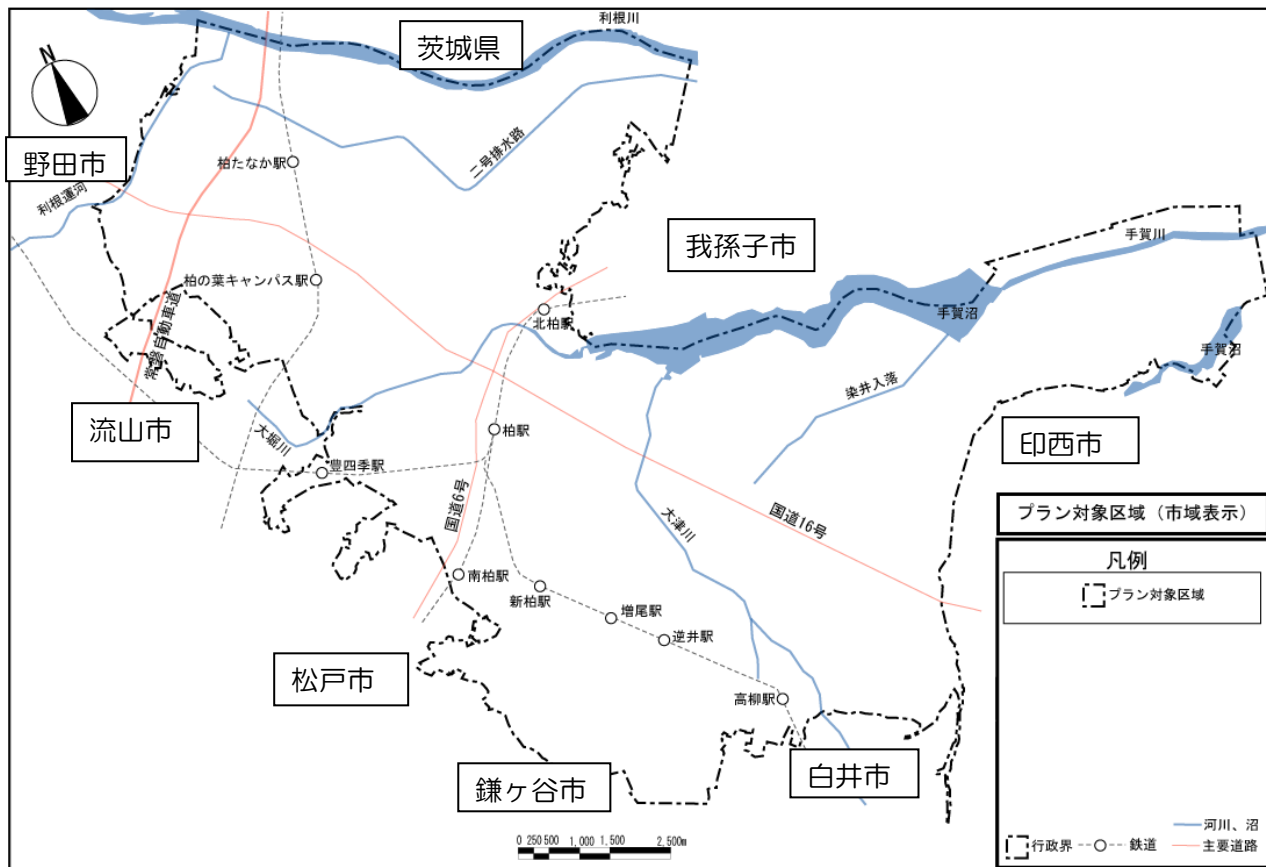 利根川
茨城県
N
野田市
柏たなか駅
二号排水路
利根運河
我孫子市
手賀川
柏の葉キャンパス駅
常磐自動車道
北柏駅
手賀沼
手賀沼
染井入落
流山市
大堀川
柏駅
印西市
豊四季駅
国道6号
国道16号
大津川
プラン対象区域（市域表示）
凡例
プラン対象区域
南柏駅
新柏駅
増尾駅
逆井駅
松戸市
高柳駅
鎌ヶ谷市
白井市
0 250 500 1,000 1,500 2,500m
河川、沼
行政界 鉄道 主要道路